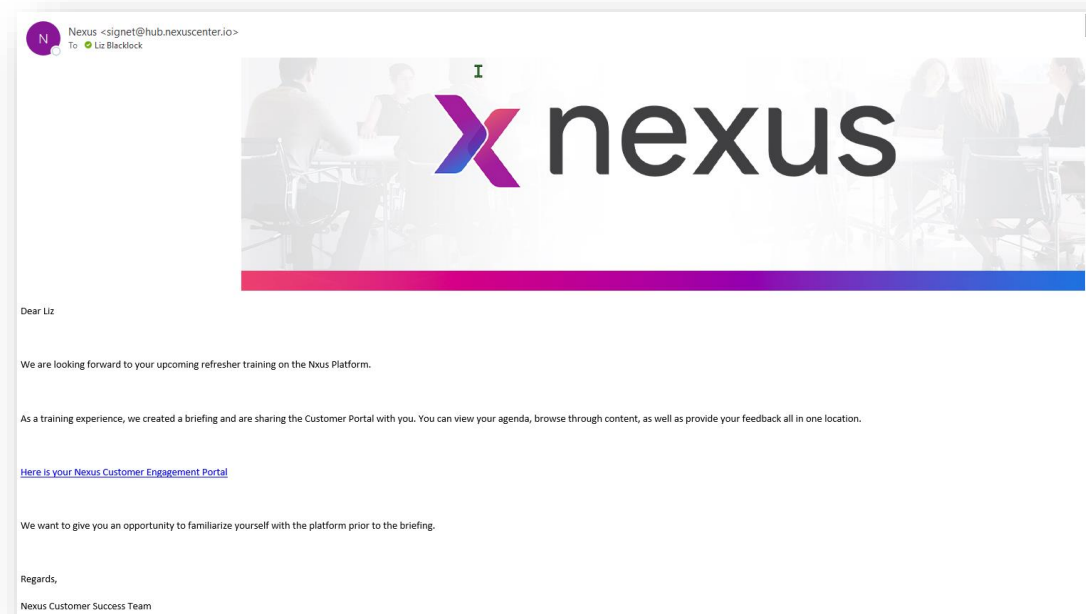 N
Nexus <signet@hub.nexuscenter.io>
To Liz Blacklock
nexus
Dear Liz
We are looking forward to your upcoming refresher training on the Nxus Platform.
As a training experience, we created a briefing and are sharing the Customer Portal with you. You can view your agenda, browse through content, as well as provide your feedback all in one location.
Here is your Nexus Customer Engagement Portal
We want to give you an opportunity to familiarize yourself with the platform prior to the briefing.
Regards,
Nexus Customer Success Team